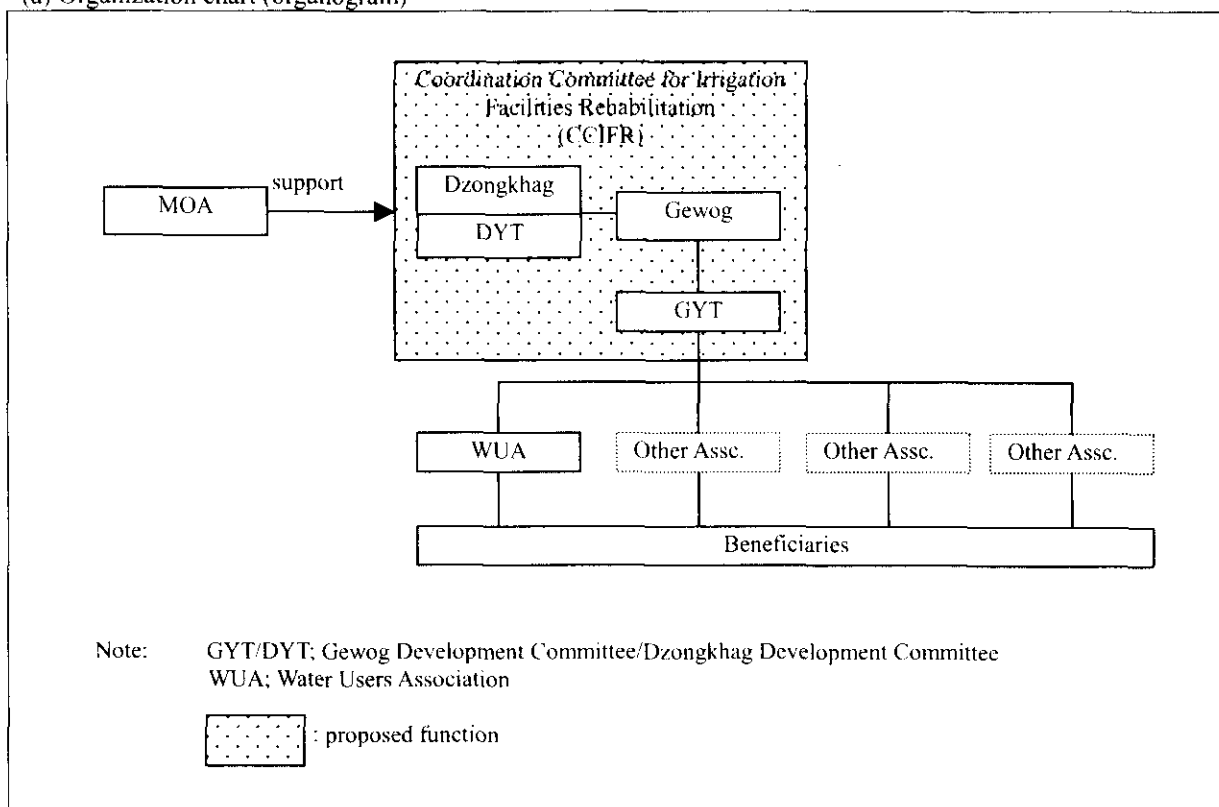 (d) Organization chart (organogram)
Coordination Committee for Irrigation
Facilities Rehabilitation
(CCIFR)
support
MOA
Dzongkhag
DYT
Gewog
GYT
WUA
Other Assc.
Other Assc.
Other Assc.
Beneficiaries
Note: GYT/DYT; Gewog Development Committee/Dzongkhag Development Committee
WUA; Water Users Association
: proposed function